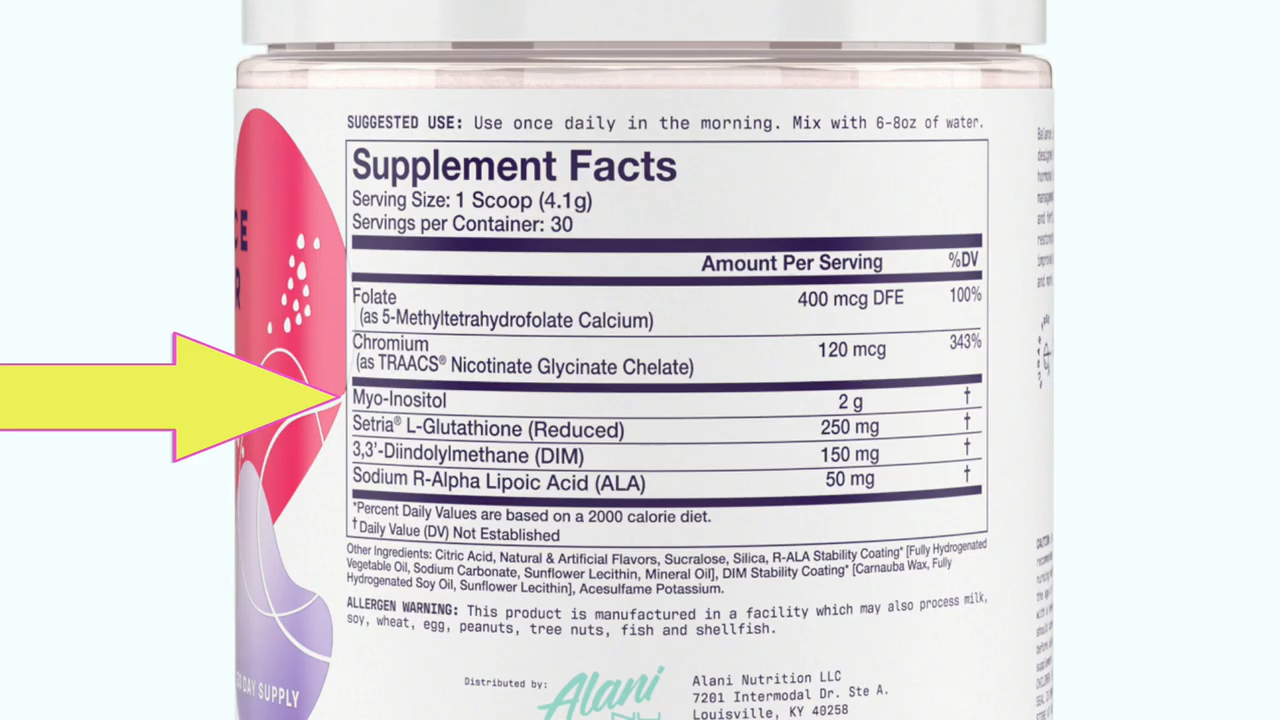 SUGGESTED USE: Use once daily in the morning. Mix with 6-8oz of water.
Supplement Facts
Serving Size: 1 Scoop (4.1g)
Servings per Container: 30
Amount Per Serving %DV
Folate 400 mcg DFE 100%
(as 5-Methyltetrahydrofolate Calcium)
Chromium 120 mcg 343%
(as TRAACS® Nicotinate Glycinate Chelate)
Myo-Inositol 2 g †
Setria® L-Glutathione (Reduced) 250 mg †
3,3'-Diindolylmethane (DIM) 150 mg †
Sodium R-Alpha Lipoic Acid (ALA) 50 mg †
*Percent Daily Values are based on a 2000 calorie diet.
† Daily Value (DV) Not Established
Other Ingredients: Citric Acid, Natural & Artificial Flavors, Sucralose, Silica, R-ALA Stability Coating* [Fully Hydrogenated
Vegetable Oil, Sodium Carbonate, Sunflower Lecithin, Mineral Oil], DIM Stability Coating* [Carnauba Wax, Fully
Hydrogenated Soy Oil, Sunflower Lecithin], Acesulfame Potassium.
ALLERGEN WARNING: This product is manufactured in a facility which may also process milk,
soy, wheat, egg, peanuts, tree nuts, fish and shellfish.
DAY SUPPLY
Distributed by:
Alani
Alani Nutrition LLC
7201 Intermodal Dr. Ste A.
Louisville, KY 40258